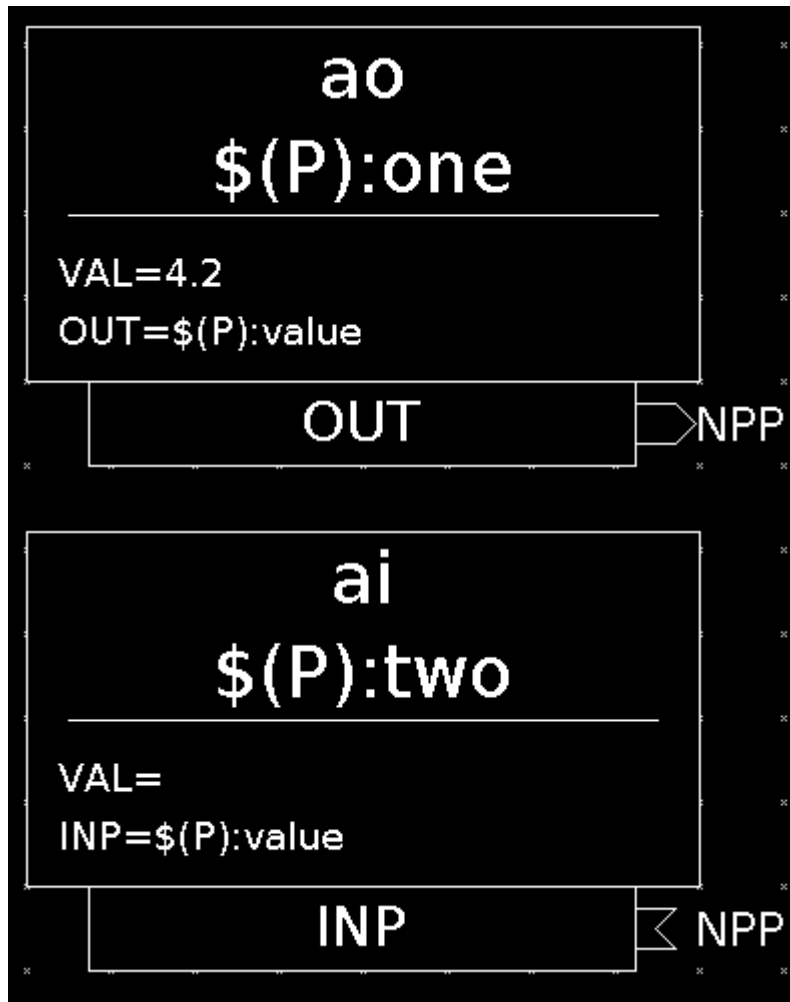 ao
$(P):one
VAL=4.2
OUT=$(P):value
OUT
NPP
ai
$(P):two
VAL=
INP=$(P):value
INP
NPP